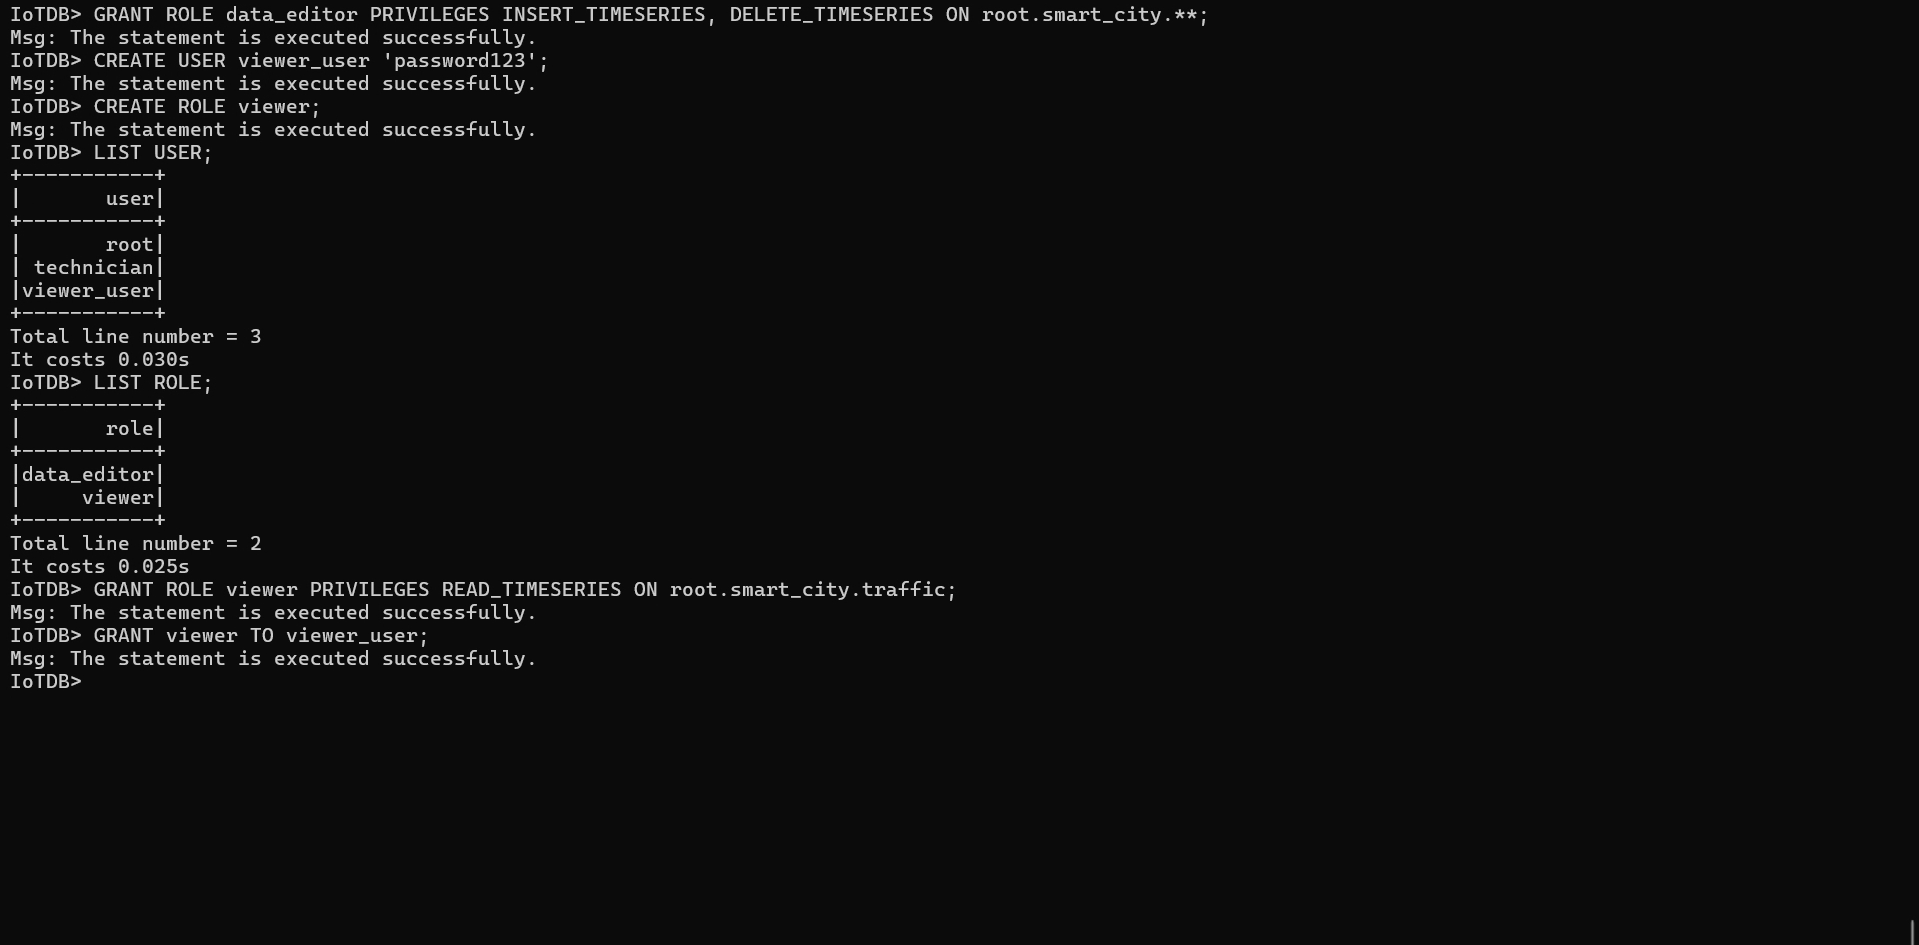 IoTDB> GRANT ROLE data_editor PRIVILEGES INSERT_TIMESERIES, DELETE_TIMESERIES ON root.smart_city.**;
Msg: The statement is executed successfully.
IoTDB> CREATE USER viewer_user 'password123';
Msg: The statement is executed successfully.
IoTDB> CREATE ROLE viewer;
Msg: The statement is executed successfully.
IoTDB> LIST USER;
+-----------+
|       user|
+-----------+
|       root|
| technician|
|viewer_user|
+-----------+
Total line number = 3
It costs 0.030s
IoTDB> LIST ROLE;
+-----------+
|       role|
+-----------+
|data_editor|
|     viewer|
+-----------+
Total line number = 2
It costs 0.025s
IoTDB> GRANT ROLE viewer PRIVILEGES READ_TIMESERIES ON root.smart_city.traffic;
Msg: The statement is executed successfully.
IoTDB> GRANT viewer TO viewer_user;
Msg: The statement is executed successfully.
IoTDB>